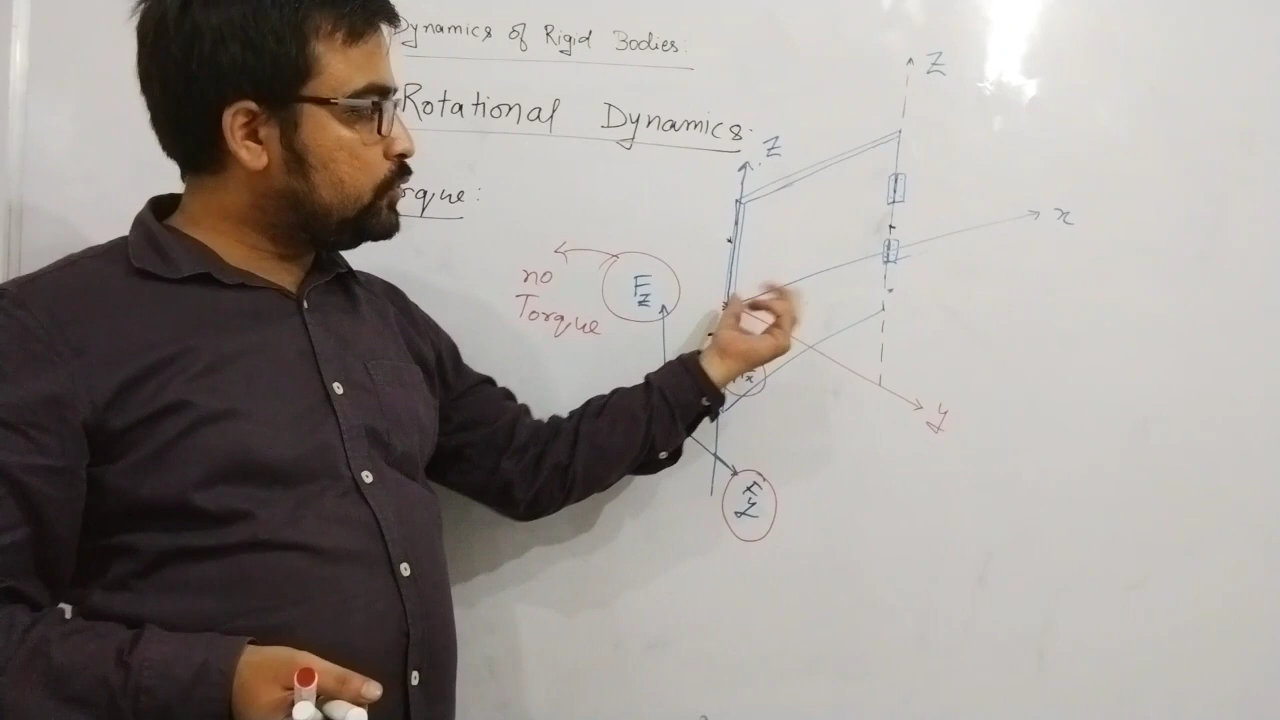 Dynamics of Rigid Bodies:
Rotational Dynamics.
rque:
Z
Z
x
no
Torque
Fz
y
Fy